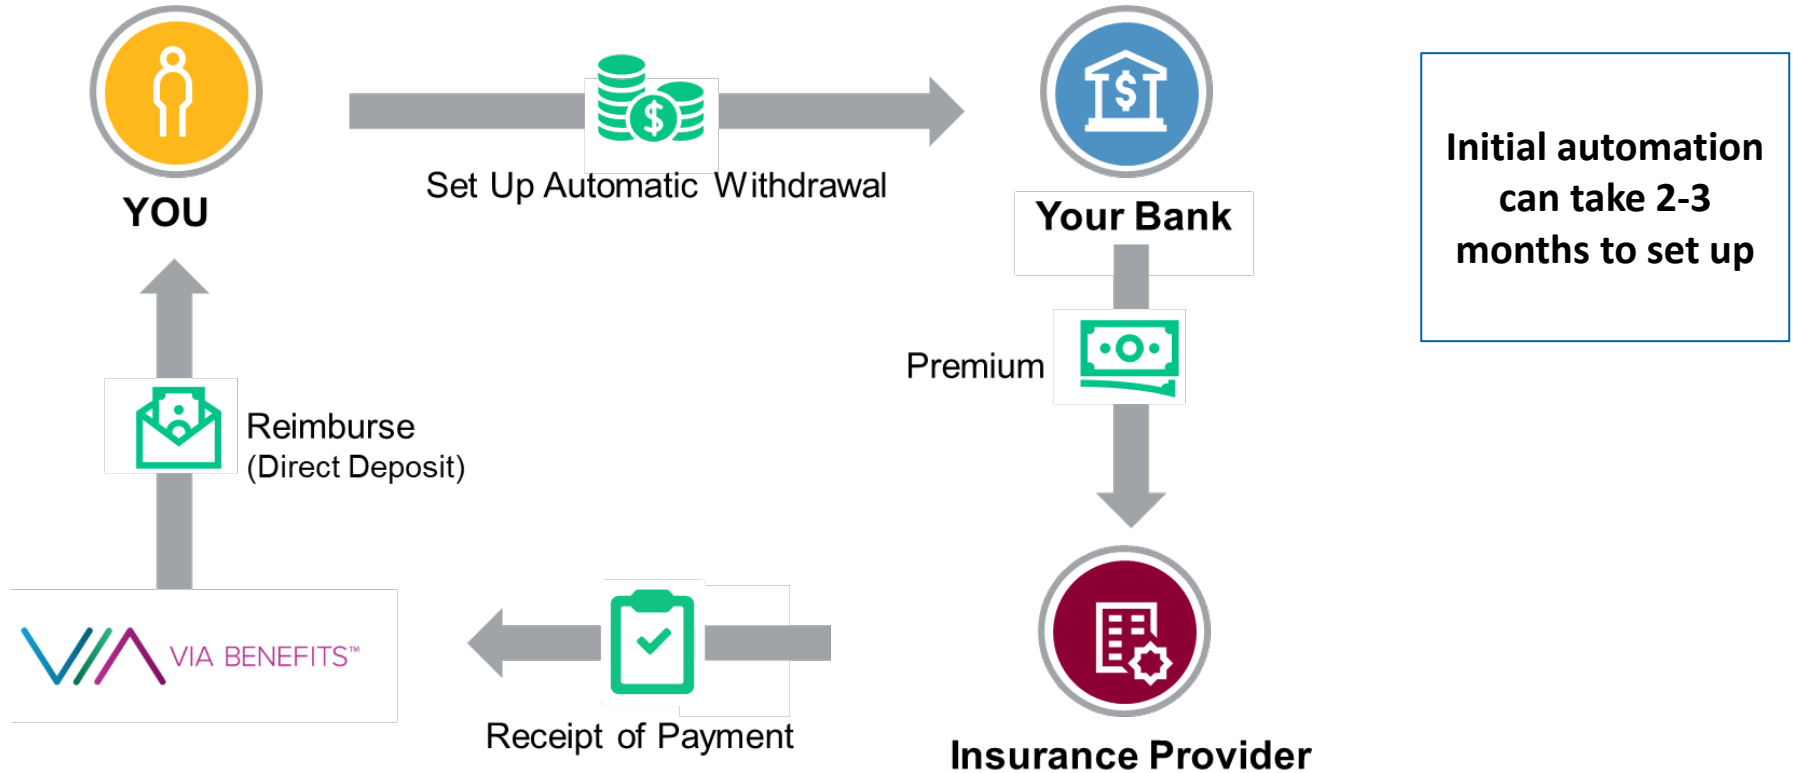 YOU
Set Up Automatic Withdrawal
Your Bank
Initial automation
can take 2-3
months to set up
Premium
Reimburse
(Direct Deposit)
VIA VIA BENEFITS™
Receipt of Payment
Insurance Provider